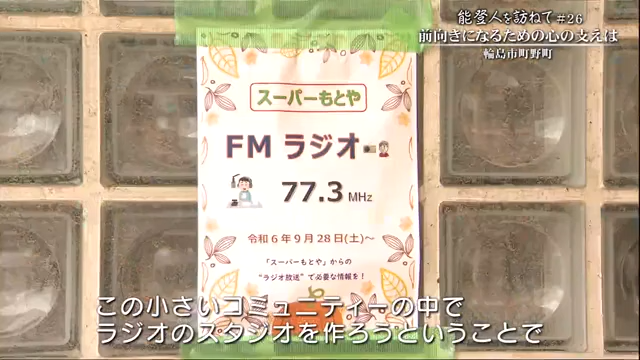 能登人を訪ねて#26
前向きになるための心の支えは
輪島市町野町
スーパーもとや
FM ラジオ
77.3 MHz
令和6年9月28日(土)～
「スーパーもとや」からの
"ラジオ放送"で必要な情報を!
この小さいコミュニティーの中で
ラジオのスタジオを作ろうということで